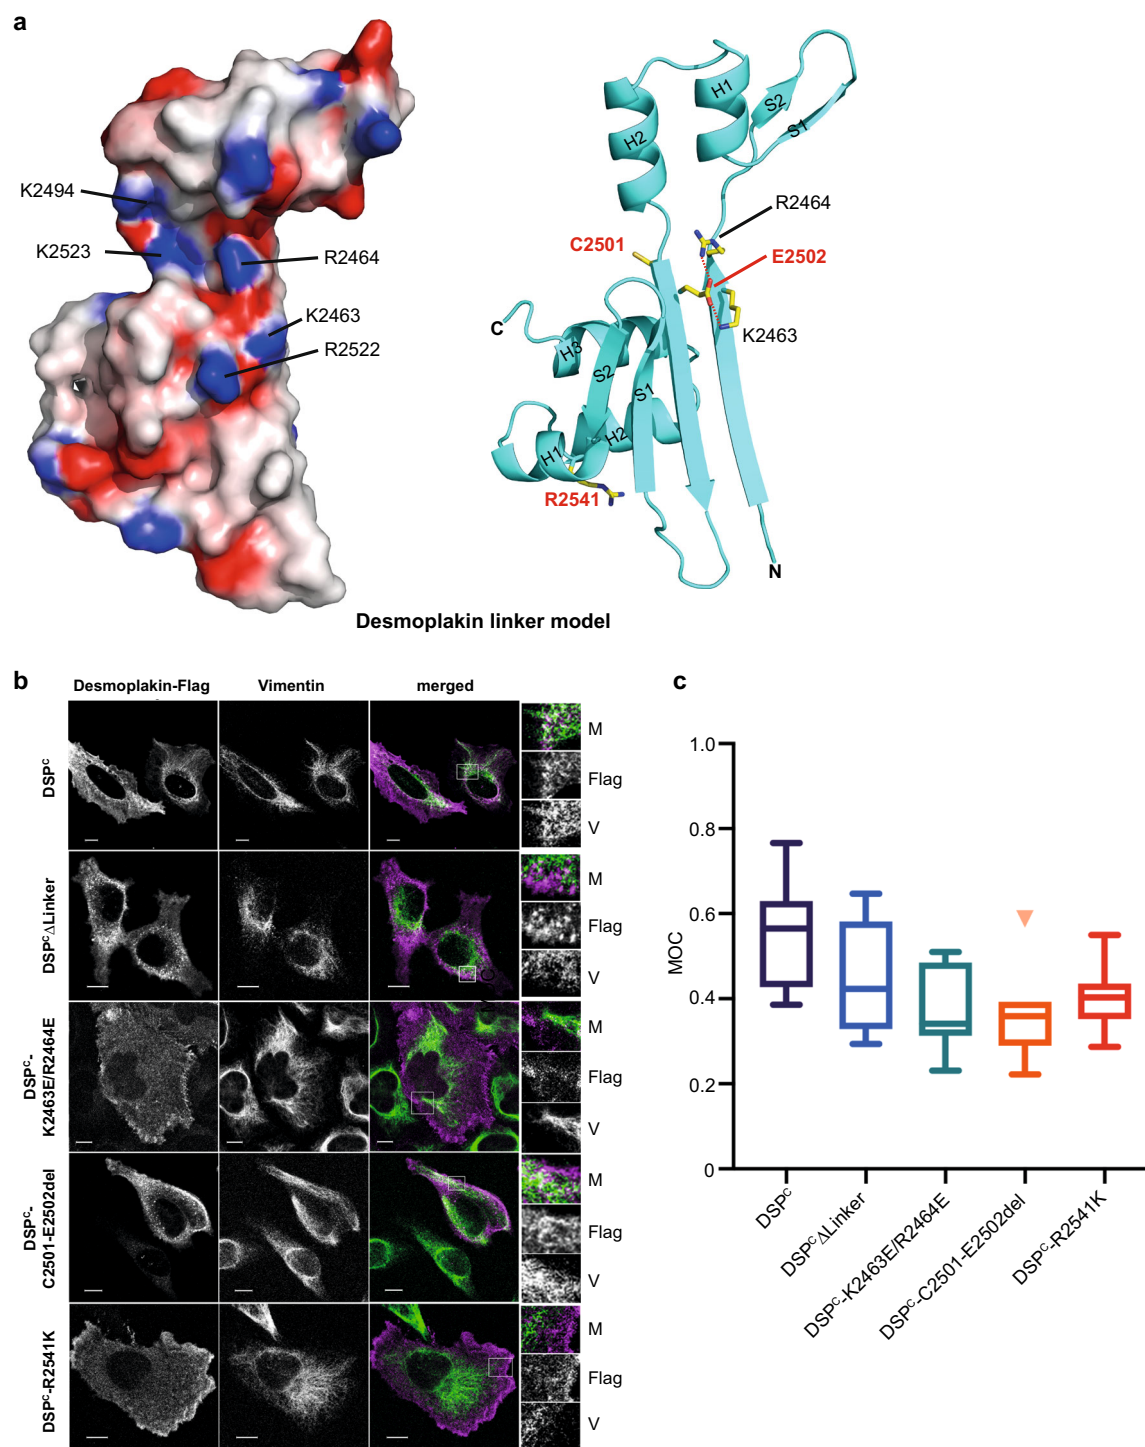 a
K2494
K2523
R2464
K2463
R2522
H1
H2
S2
S1
R2464
C2501
E2502
K2463
C
H3
S2
S1
H2
H1
R2541
N
Desmoplakin linker model
b
Desmoplakin-Flag Vimentin merged
DSPᶜ
M
Flag
V
DSPᶜΔLinker
M
Flag
V
DSPᶜ-
K2463E/R2464E
M
Flag
V
DSPᶜ-
C2501-E2502del
M
Flag
V
DSPᶜ-R2541K
M
Flag
V
c
MOC
1.0
0.8
0.6
0.4
0.2
0
DSPᶜ
DSPᶜΔLinker
DSPᶜ-K2463E/R2464E
DSPᶜ-C2501-E2502del
DSPᶜ-R2541K